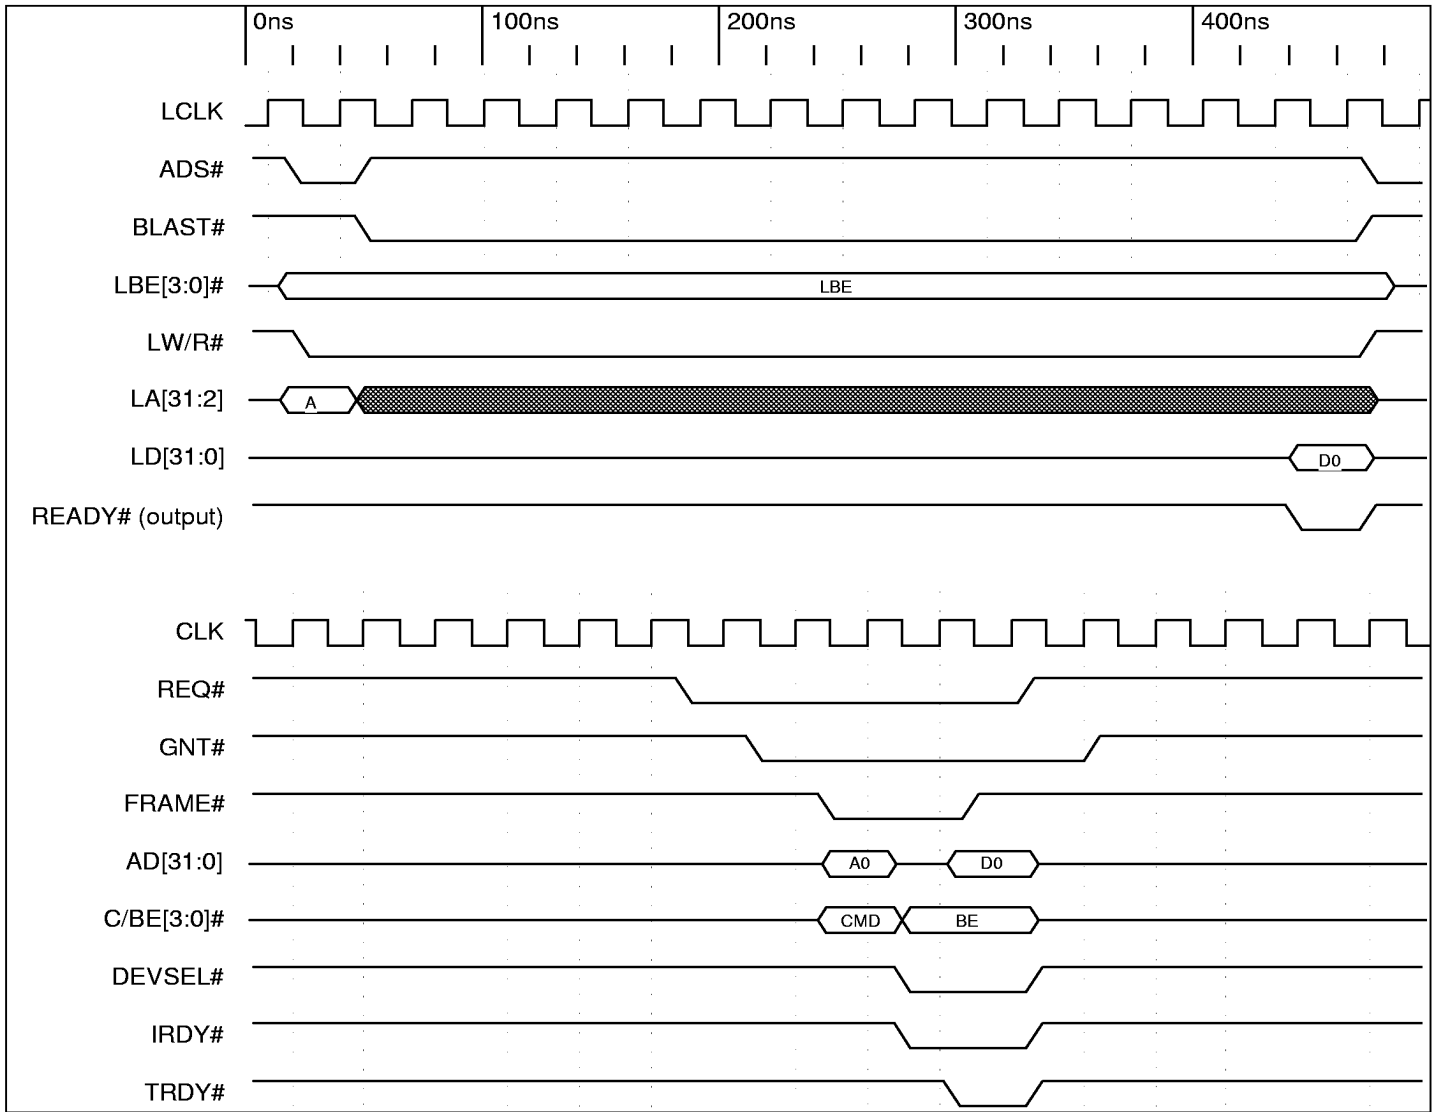 0ns 100ns 200ns 300ns 400ns
LCLK
ADS#
BLAST#
LBE[3:0]# LBE
LW/R#
LA[31:2] A
LD[31:0] D0
READY# (output)
CLK
REQ#
GNT#
FRAME#
AD[31:0] A0 D0
C/BE[3:0]# CMD BE
DEVSEL#
IRDY#
TRDY#